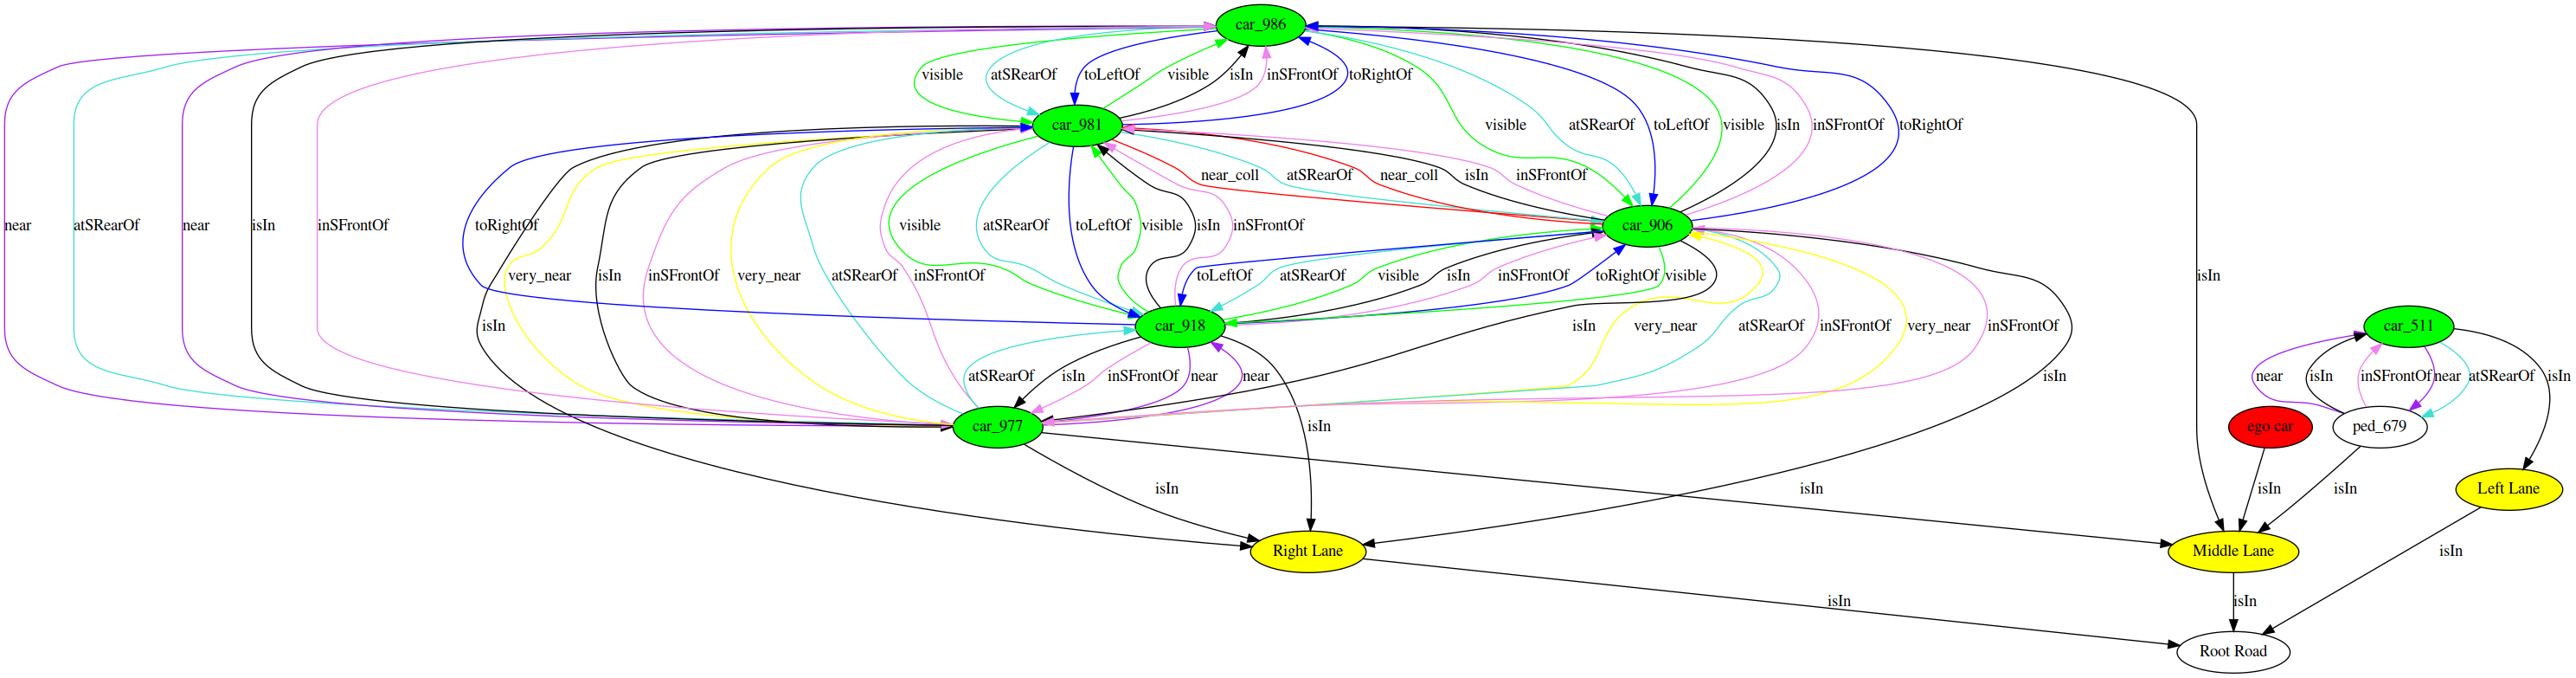 car_986
visible atSRearOf toLeftOf visible isIn inSFrontOf toRightOf
car_981
visible atSRearOf toLeftOf visible isIn inSFrontOf toRightOf
near_coll atSRearOf near_coll isIn inSFrontOf
near atSRearOf near isIn inSFrontOf toRightOf visible atSRearOf toLeftOf visible isIn inSFrontOf
car_906
very_near isIn inSFrontOf very_near atSRearOf inSFrontOf toLeftOf atSRearOf visible isIn inSFrontOf toRightOf visible isIn
isIn car_918 isIn very_near atSRearOf inSFrontOf very_near inSFrontOf car_511
atSRearOf isIn inSFrontOf near near isIn near isIn inSFrontOf near atSRearOf isIn
car_977 isIn ego car ped_679
isIn isIn isIn isIn Left Lane
Right Lane Middle Lane isIn
isIn isIn
Root Road